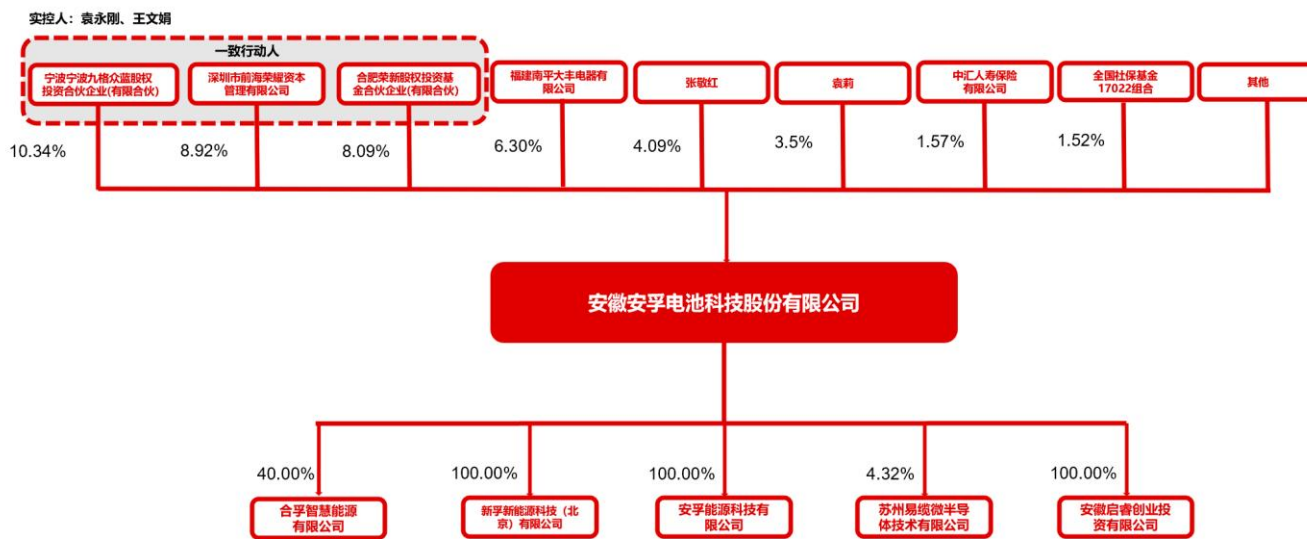 实控人：袁永刚、王文娟
一致行动人
宁波宁波九格众蓝股权
投资合伙企业(有限合伙)
深圳市前海荣耀资本
管理有限公司
合肥荣新股权投资基
金合伙企业(有限合伙)
福建南平大丰电器有
限公司
张敬红
袁莉
中汇人寿保险
有限公司
全国社保基金
17022组合
其他
10.34%
8.92%
8.09%
6.30%
4.09%
3.5%
1.57%
1.52%
安徽安孚电池科技股份有限公司
40.00%
100.00%
100.00%
4.32%
100.00%
合孚智慧能源
有限公司
新孚新能源科技（北
京）有限公司
安孚能源科技有
限公司
苏州易缆微半导
体技术有限公司
安徽启睿创业投
资有限公司